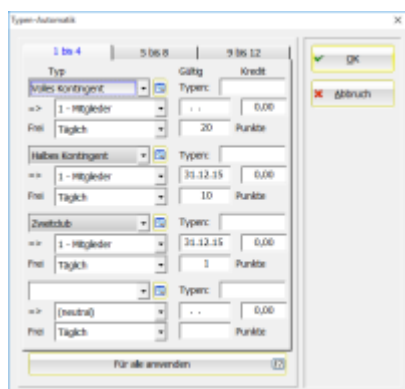 Typen-Automatik
1 bis 4 5 bis 8 9 bis 12
Typ Gültig Kredit
Volles Kontingent Typen:
=> 1 - Mitglieder . . 0,00
Frei Täglich 20 Punkte
Halbes Kontingent Typen:
=> 1 - Mitglieder 31.12.15 0,00
Frei Täglich 10 Punkte
Zweitclub Typen:
=> 1 - Mitglieder 31.12.15 0,00
Frei Täglich 1 Punkte
Typen:
=> (neutral) . . 0,00
Frei Täglich Punkte
Für alle anwenden
OK
Abbruch